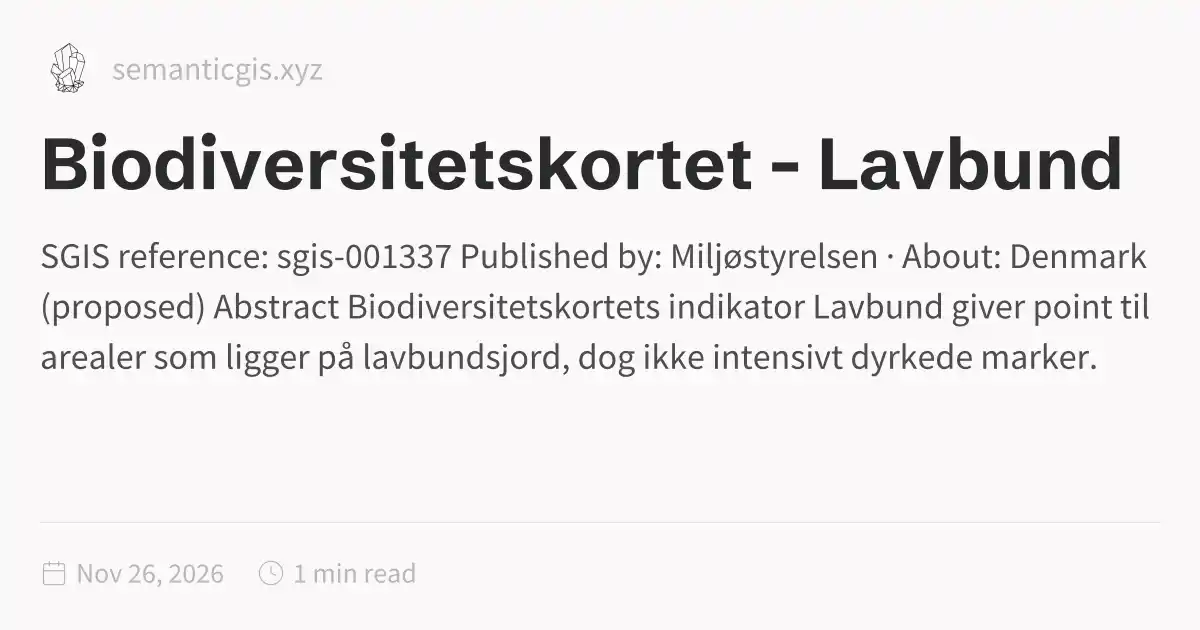 semanticgis.xyz
Biodiversitetskortet - Lavbund
SGIS reference: sgis-001337 Published by: Miljøstyrelsen · About: Denmark
(proposed) Abstract Biodiversitetskortets indikator Lavbund giver point til
arealer som ligger på lavbundsjord, dog ikke intensivt dyrkede marker.
Nov 26, 2026 1 min read